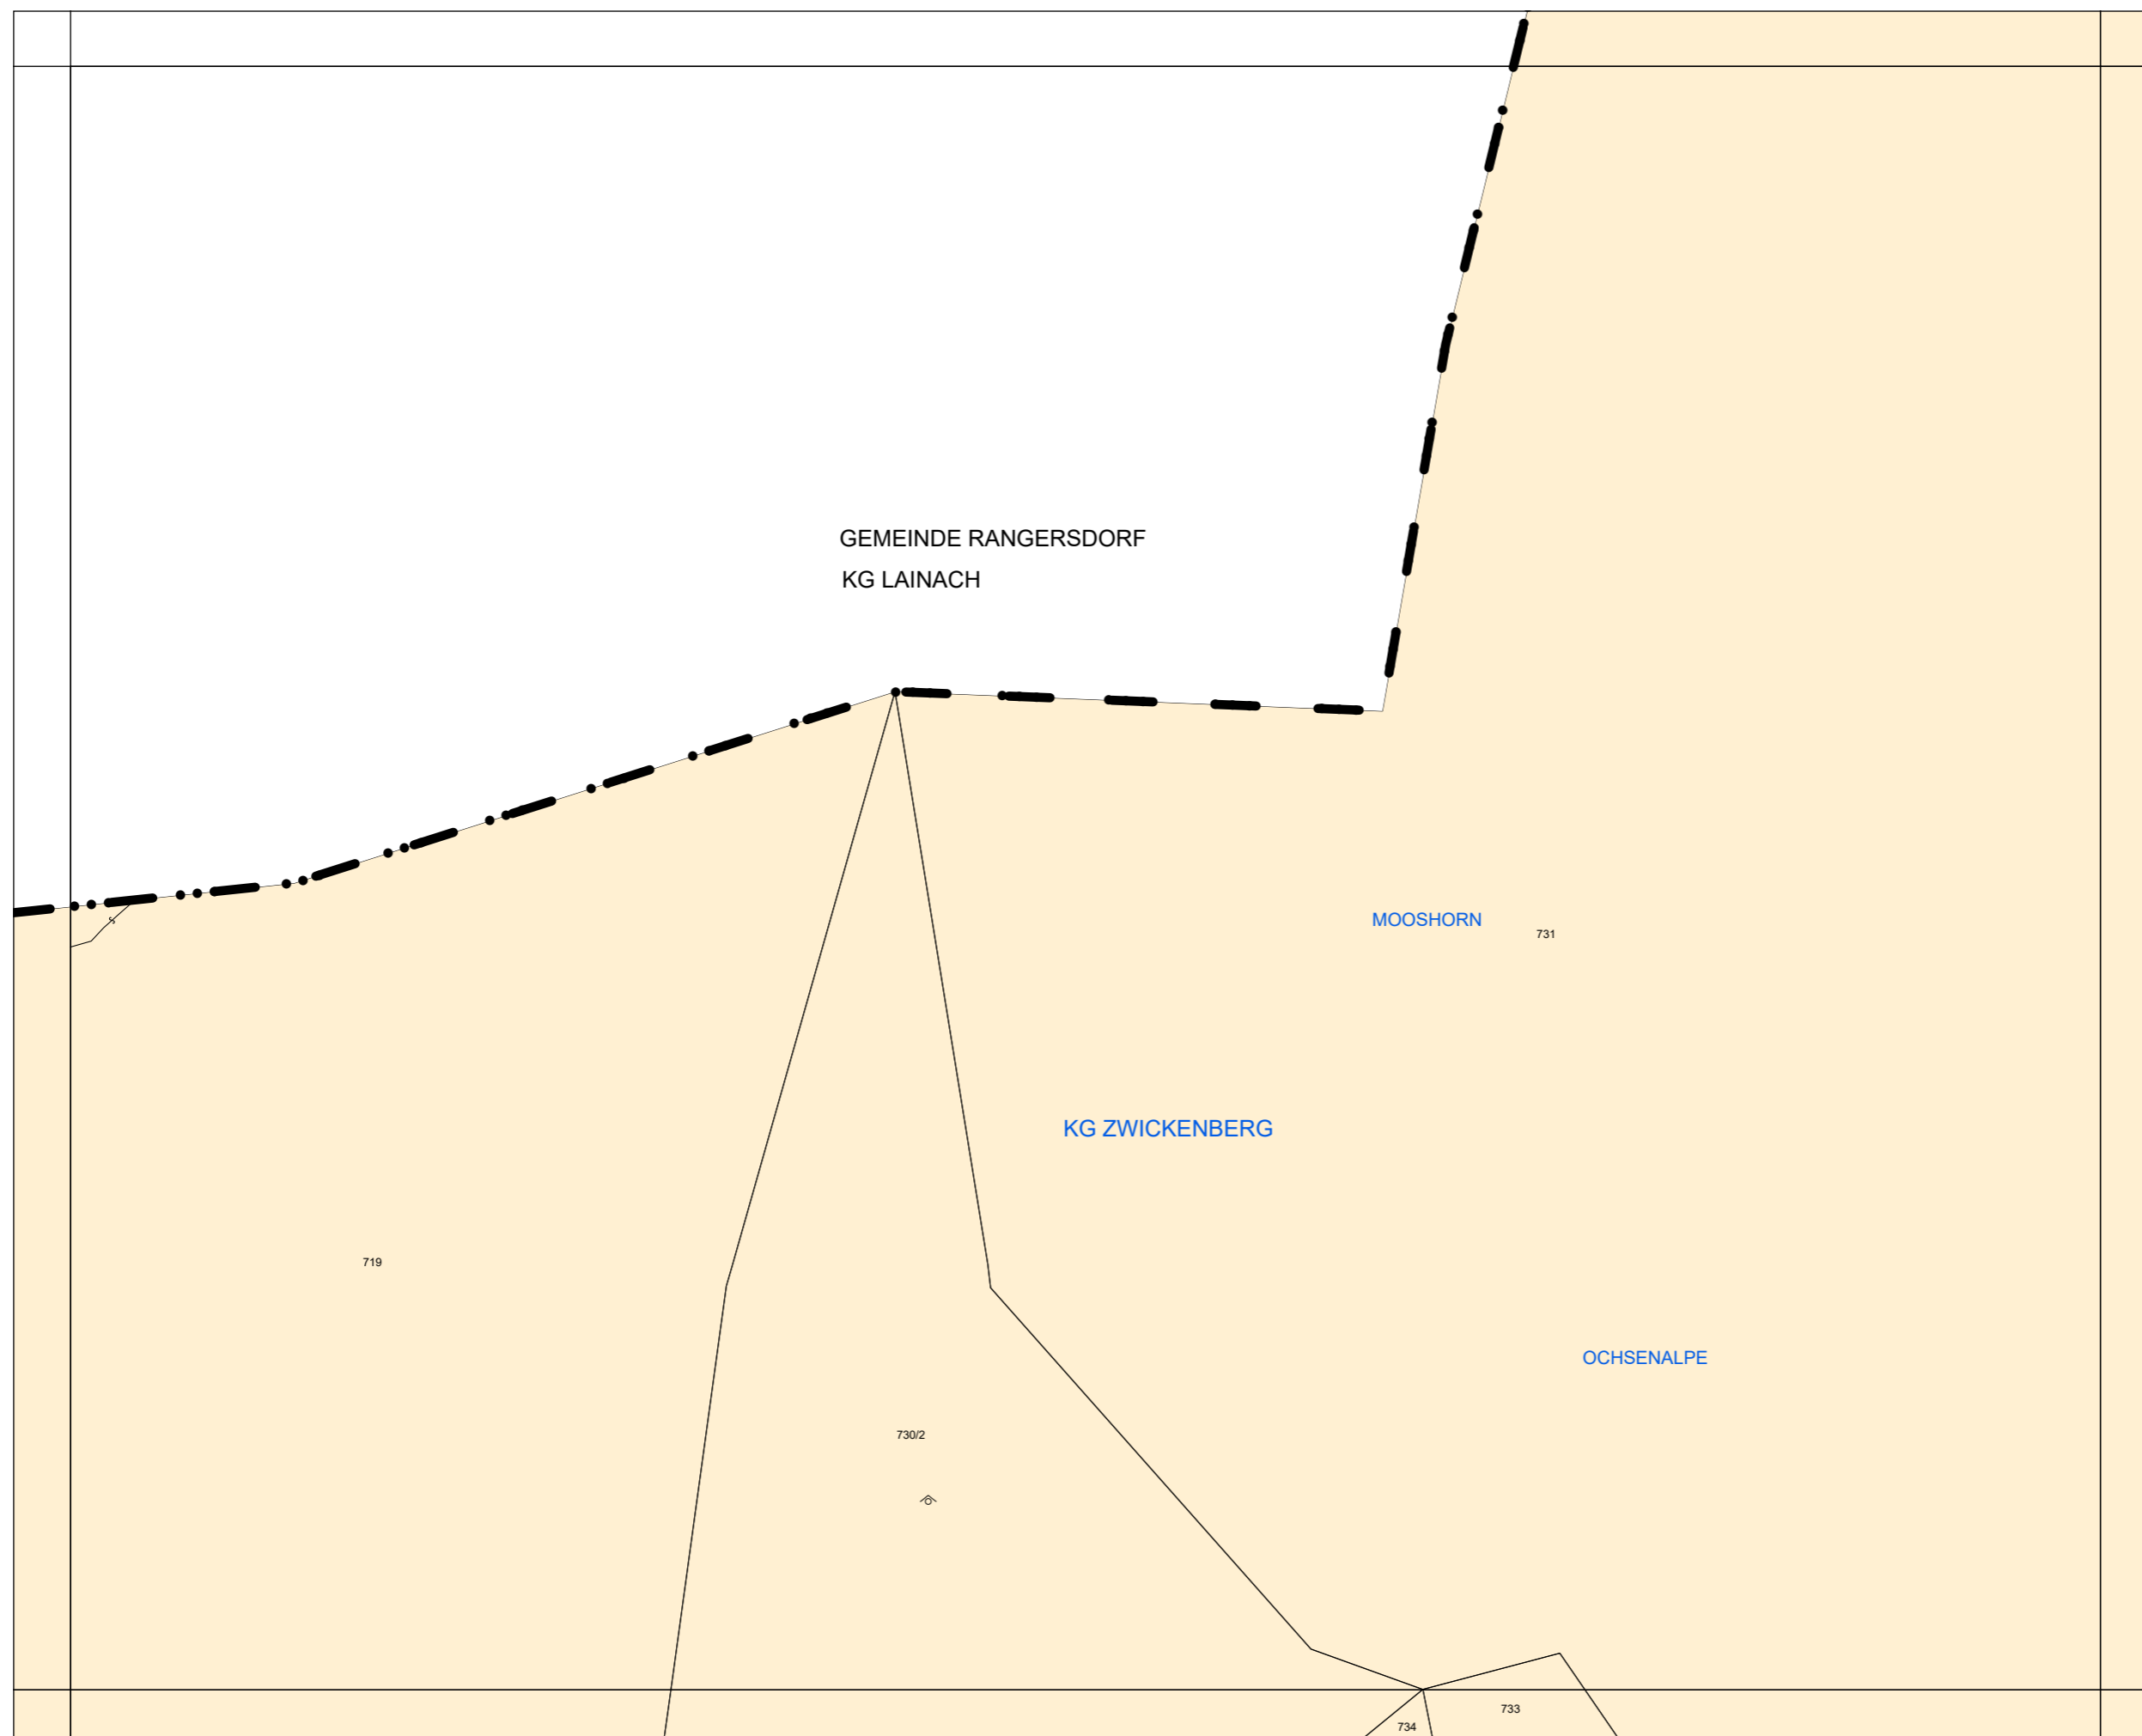 GEMEINDE RANGERSDORF
KG LAINACH
MOOSHORN
731
KG ZWICKENBERG
719
OCHSENALPE
730/2
733
734